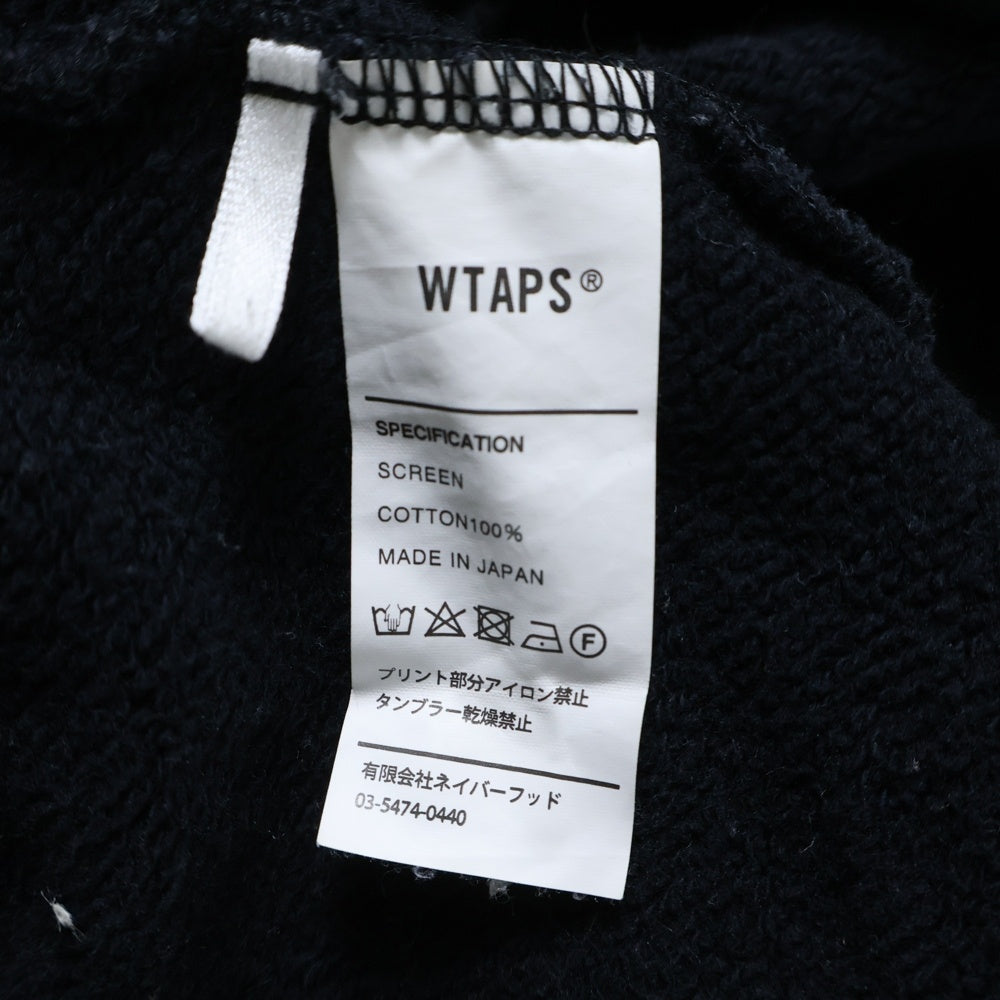 WTAPS®
SPECIFICATION
SCREEN
COTTON100%
MADE IN JAPAN
F
プリント部分アイロン禁止
タンブラー乾燥禁止
有限会社ネイバーフッド
03-5474-0440